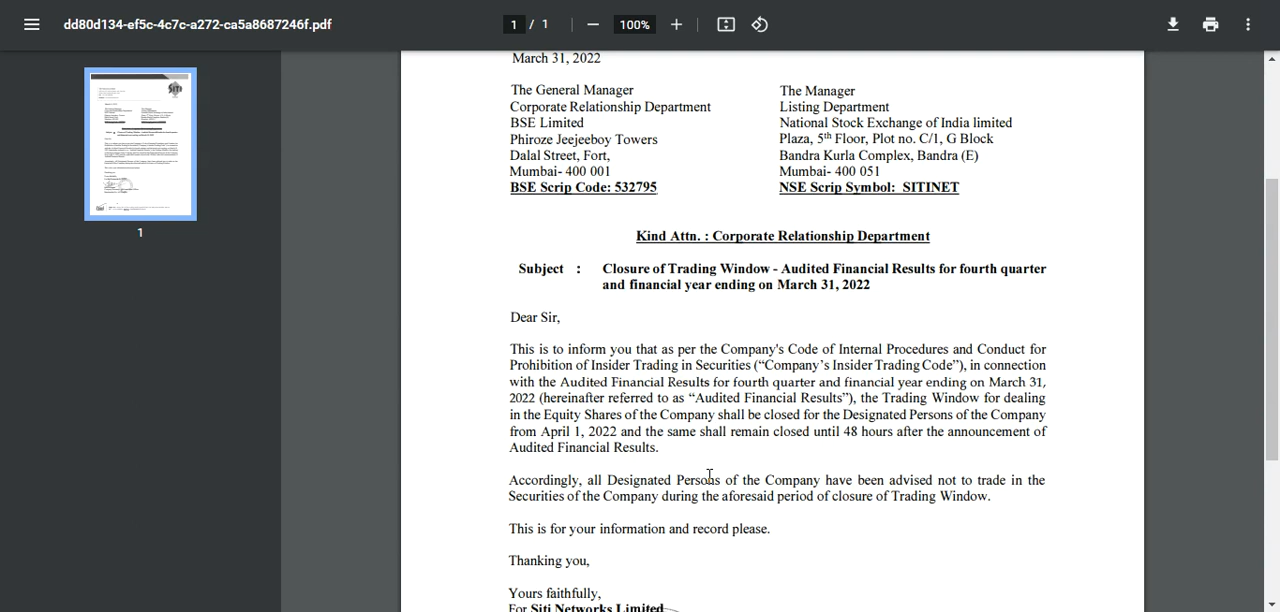 dd80d134-ef5c-4c7c-a272-ca5a8687246f.pdf
1 / 1
100%
March 31, 2022
The General Manager
Corporate Relationship Department
BSE Limited
Phiroze Jeejeeboy Towers
Dalal Street, Fort,
Mumbai- 400 001
BSE Scrip Code: 532795
The Manager
Listing Department
National Stock Exchange of India limited
Plaza, 5th Floor, Plot no. C/1, G Block
Bandra Kurla Complex, Bandra (E)
Mumbai- 400 051
NSE Scrip Symbol: SITINET
Kind Attn. : Corporate Relationship Department
Subject : Closure of Trading Window - Audited Financial Results for fourth quarter
and financial year ending on March 31, 2022
Dear Sir,
This is to inform you that as per the Company's Code of Internal Procedures and Conduct for
Prohibition of Insider Trading in Securities (“Company’s Insider Trading Code”), in connection
with the Audited Financial Results for fourth quarter and financial year ending on March 31,
2022 (hereinafter referred to as “Audited Financial Results”), the Trading Window for dealing
in the Equity Shares of the Company shall be closed for the Designated Persons of the Company
from April 1, 2022 and the same shall remain closed until 48 hours after the announcement of
Audited Financial Results.
Accordingly, all Designated Persons of the Company have been advised not to trade in the
Securities of the Company during the aforesaid period of closure of Trading Window.
This is for your information and record please.
Thanking you,
Yours faithfully,
For Siti Networks Limited
SITI
1